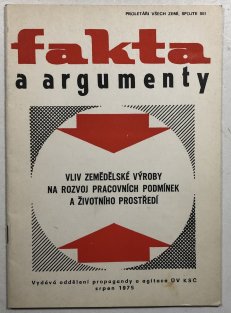 PROLETÁŘI VŠECH ZEMÍ, SPOJTE SE!
fakta
a argumenty
VLIV ZEMĚDĚLSKÉ VÝROBY
NA ROZVOJ PRACOVNÍCH PODMÍNEK
A ŽIVOTNÍHO PROSTŘEDÍ
Vydává oddělení propagandy a agitace ÚV KSČ
srpen 1975